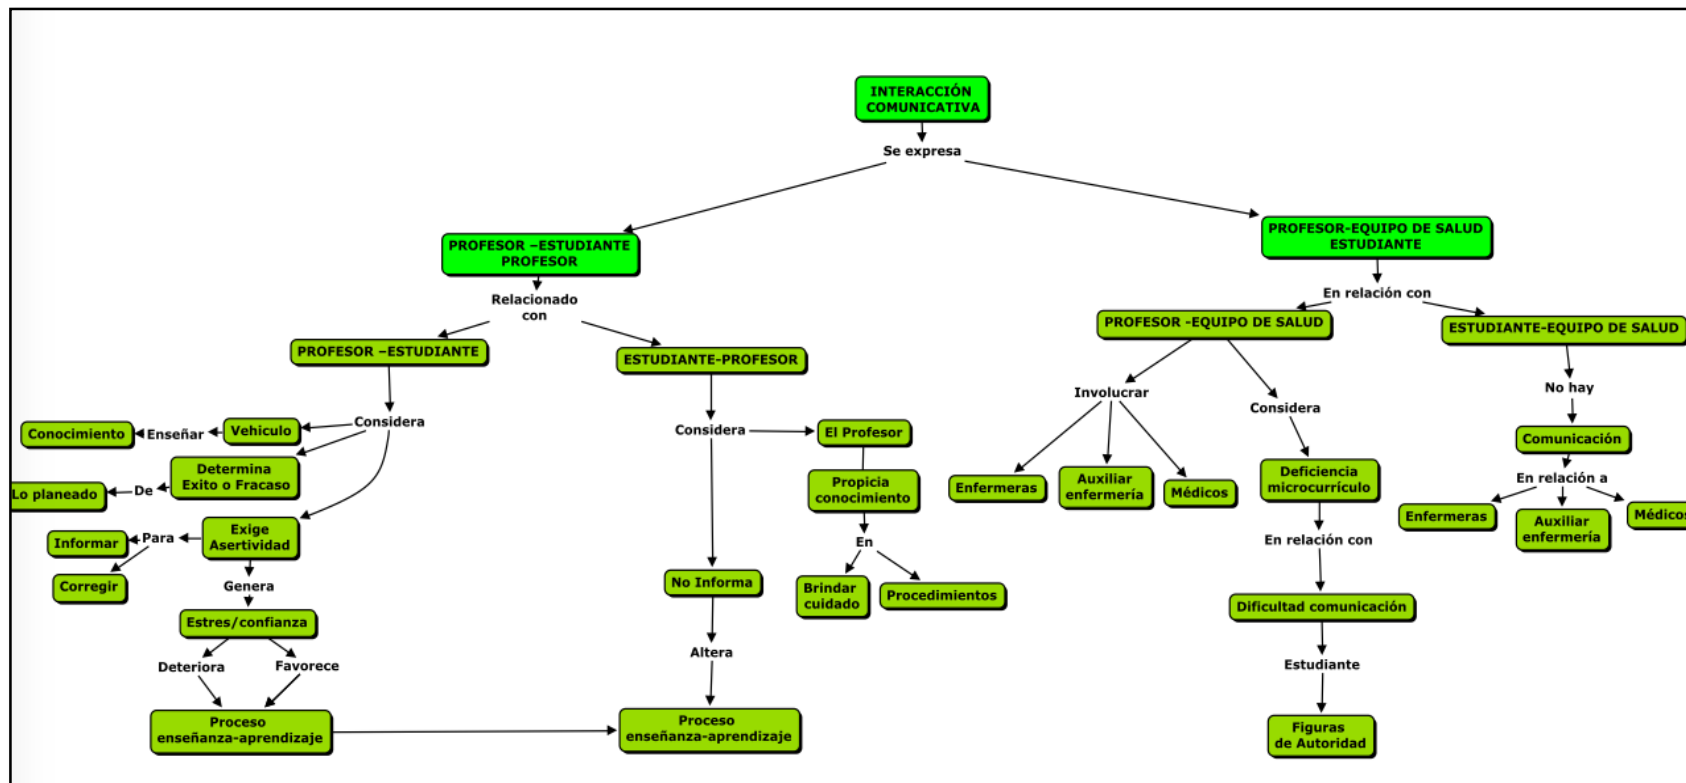 INTERACCIÓN
COMUNICATIVA
Se expresa
PROFESOR –ESTUDIANTE
PROFESOR
PROFESOR-EQUIPO DE SALUD
ESTUDIANTE
Relacionado
con
En relación con
PROFESOR –ESTUDIANTE
ESTUDIANTE-PROFESOR
PROFESOR -EQUIPO DE SALUD
ESTUDIANTE-EQUIPO DE SALUD
Considera
Vehiculo
Enseñar
Conocimiento
Determina
Exito o Fracaso
De
Lo planeado
Exige
Asertividad
Para
Informar
Corregir
Genera
Estres/confianza
Deteriora
Favorece
Proceso
enseñanza-aprendizaje
Considera
El Profesor
Propicia
conocimiento
En
Brindar
cuidado
Procedimientos
No Informa
Altera
Proceso
enseñanza-aprendizaje
Involucrar
Enfermeras
Auxiliar
enfermería
Médicos
Considera
Deficiencia
microcurrículo
En relación con
Dificultad comunicación
Estudiante
Figuras
de Autoridad
No hay
Comunicación
En relación a
Enfermeras
Auxiliar
enfermería
Médicos